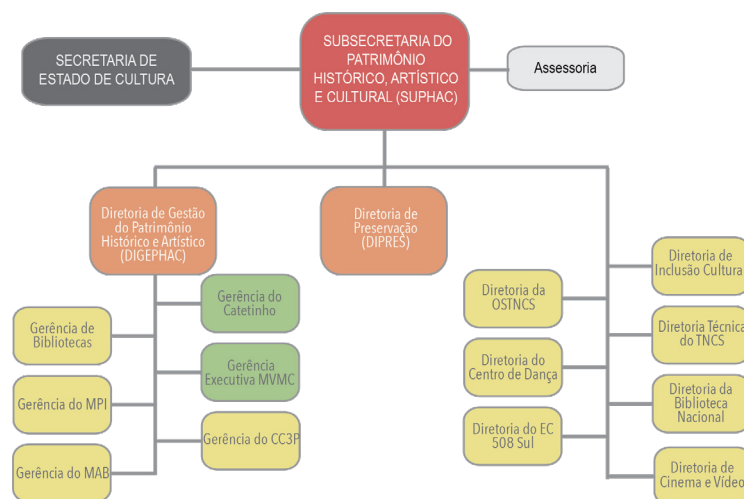 SECRETARIA DE
ESTADO DE CULTURA
SUBSECRETARIA DO
PATRIMÔNIO
HISTÓRICO, ARTÍSTICO
E CULTURAL (SUPHAC)
Assessoria
Diretoria de Gestão
do Patrimônio
Histórico e Artístico
(DIGEPHAC)
Diretoria de
Preservação
(DIPRES)
Gerência do
Catetinho
Gerência de
Bibliotecas
Gerência
Executiva MVMC
Gerência do MPI
Gerência do CC3P
Gerência do MAB
Diretoria da
OSTNCS
Diretoria do
Centro de Dança
Diretoria do EC
508 Sul
Diretoria de
Inclusão Cultural
Diretoria Técnica
do TNCS
Diretoria da
Biblioteca
Nacional
Diretoria de
Cinema e Vídeo